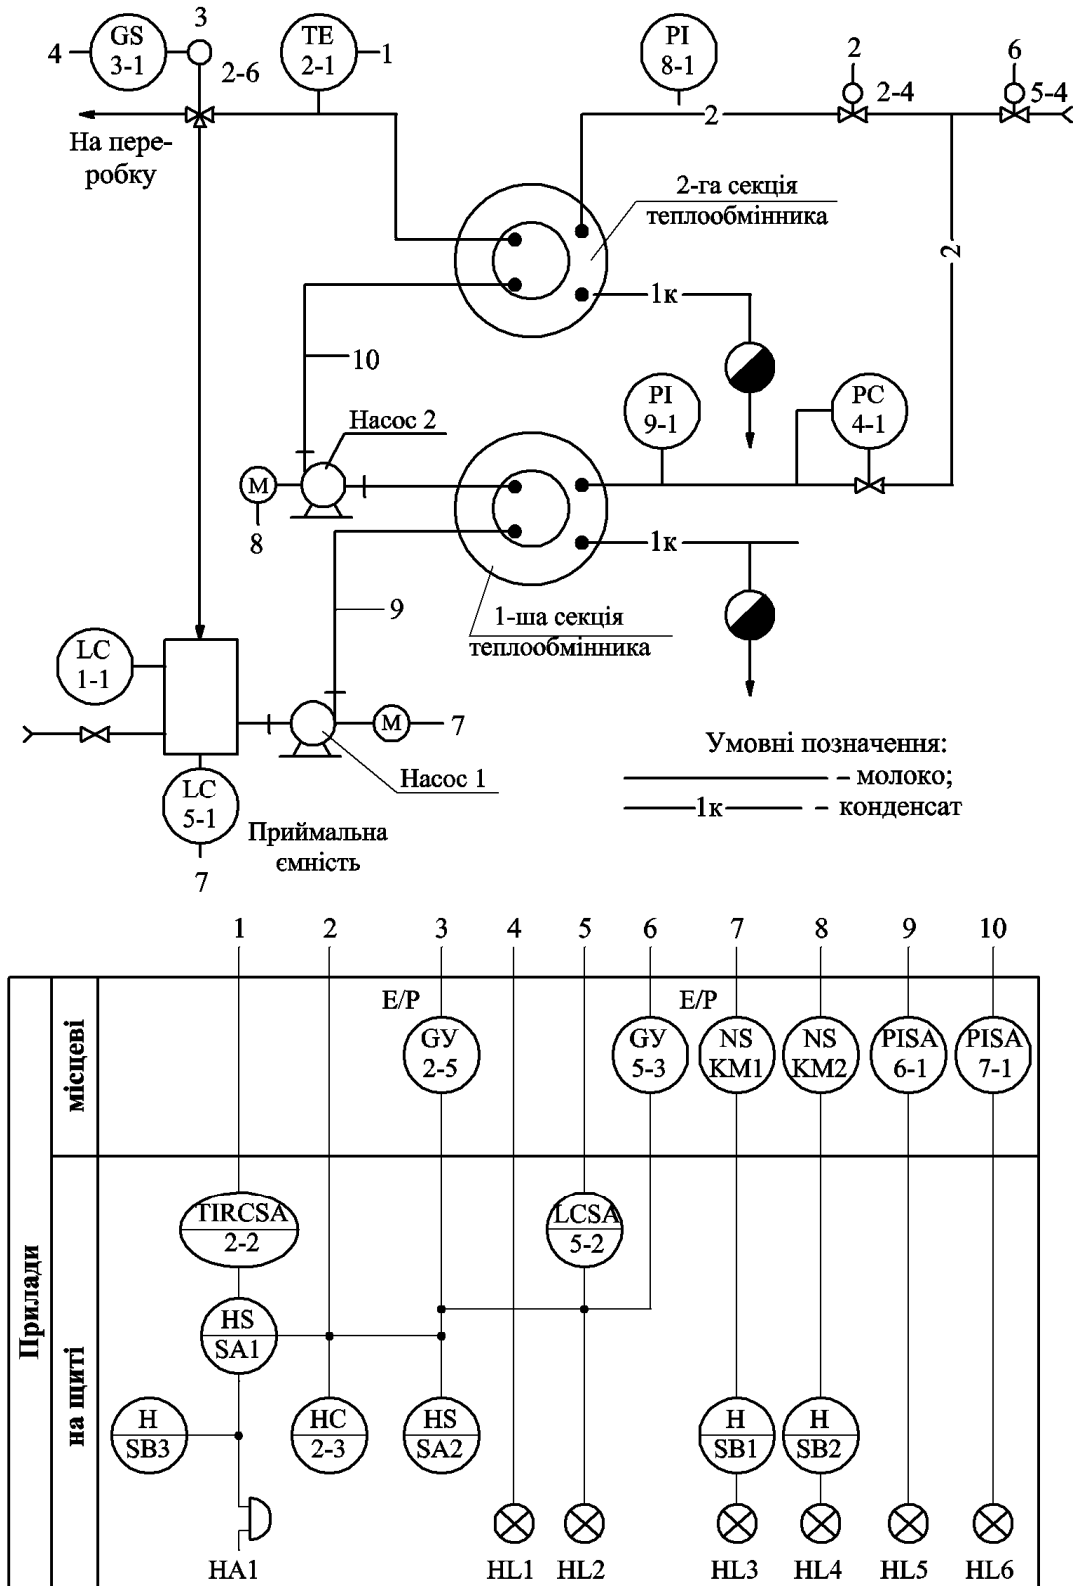 3
GS
3-1
4
TE
2-1
1
2-6
PI
8-1
2
2-4
6
5-4
2
На пере-
робку
2-га секція
теплообмінника
2
1к
10
PI
9-1
PC
4-1
Насос 2
М
8
1к
9
1-ша секція
теплообмінника
LC
1-1
М
7
Умовні позначення:
– молоко;
1к – конденсат
Насос 1
LC
5-1
Приймальна
ємність
7
1 2 3 4 5 6 7 8 9 10
Прилади
місцеві
E/P
GУ
2-5
E/P
GУ
5-3
NS
KM1
NS
KM2
PISA
6-1
PISA
7-1
на щиті
TIRCSA
2-2
LCSA
5-2
HS
SA1
H
SB3
HC
2-3
HS
SA2
H
SB1
H
SB2
HA1 HL1 HL2 HL3 HL4 HL5 HL6